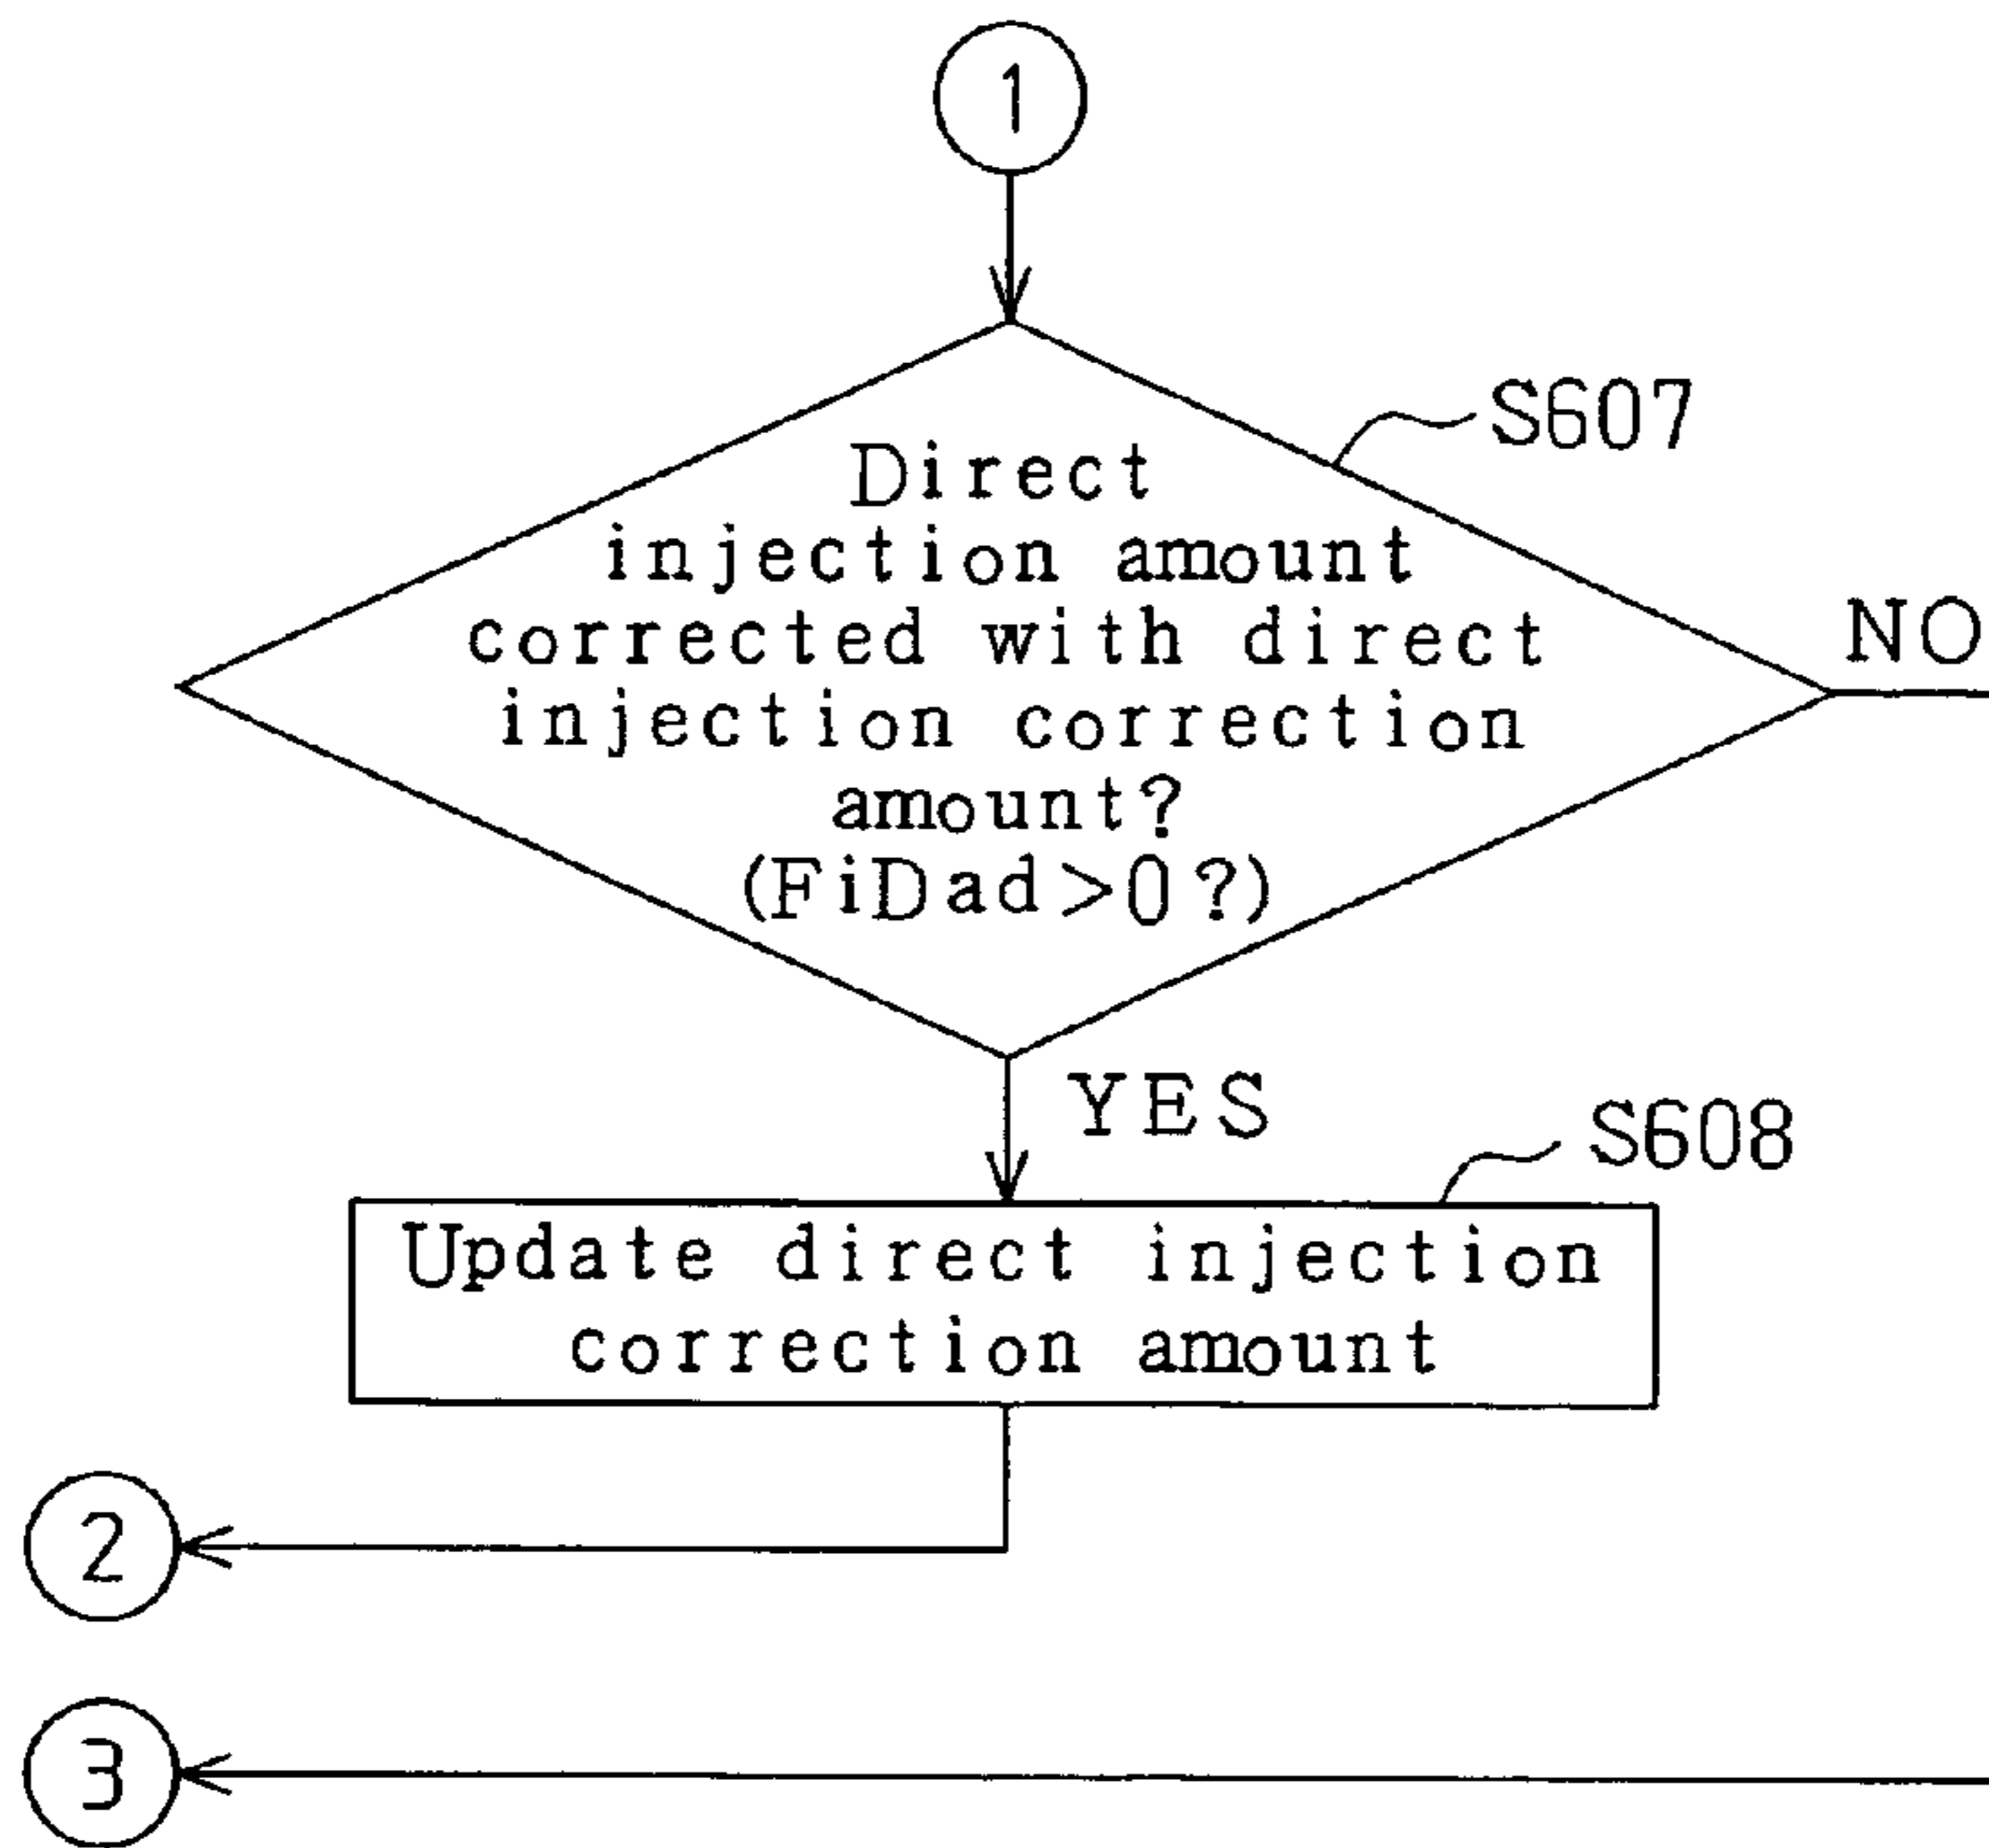 1
S607
Direct
injection amount
corrected with direct
injection correction
amount?
(FiDad>0?)
NO
YES
S608
Update direct injection
correction amount
2
3